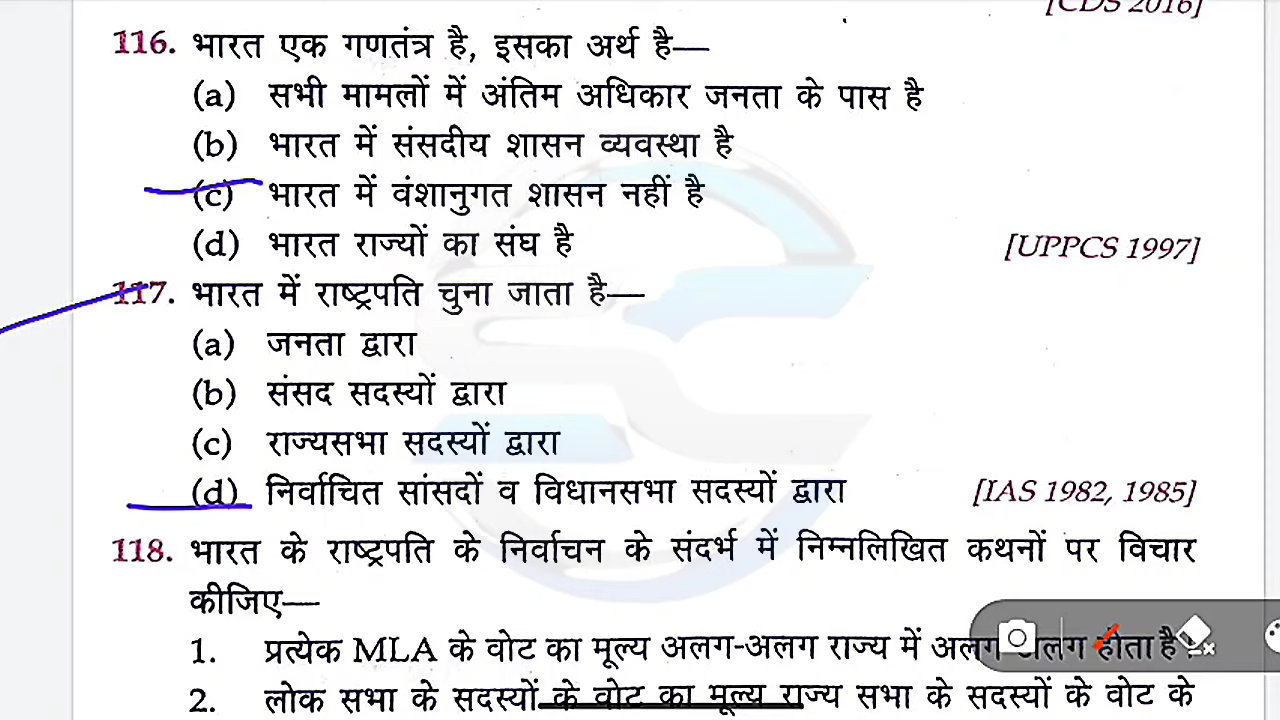 [CDS 2016]
116. भारत एक गणतंत्र है, इसका अर्थ है—
(a) सभी मामलों में अंतिम अधिकार जनता के पास है
(b) भारत में संसदीय शासन व्यवस्था है
(c) भारत में वंशानुगत शासन नहीं है
(d) भारत राज्यों का संघ है [UPPCS 1997]
117. भारत में राष्ट्रपति चुना जाता है—
(a) जनता द्वारा
(b) संसद सदस्यों द्वारा
(c) राज्यसभा सदस्यों द्वारा
(d) निर्वाचित सांसदों व विधानसभा सदस्यों द्वारा [IAS 1982, 1985]
118. भारत के राष्ट्रपति के निर्वाचन के संदर्भ में निम्नलिखित कथनों पर विचार
कीजिए—
1. प्रत्येक MLA के वोट का मूल्य अलग-अलग राज्य में अलग अलग होता है
2. लोक सभा के सदस्यों के वोट का मूल्य राज्य सभा के सदस्यों के वोट के